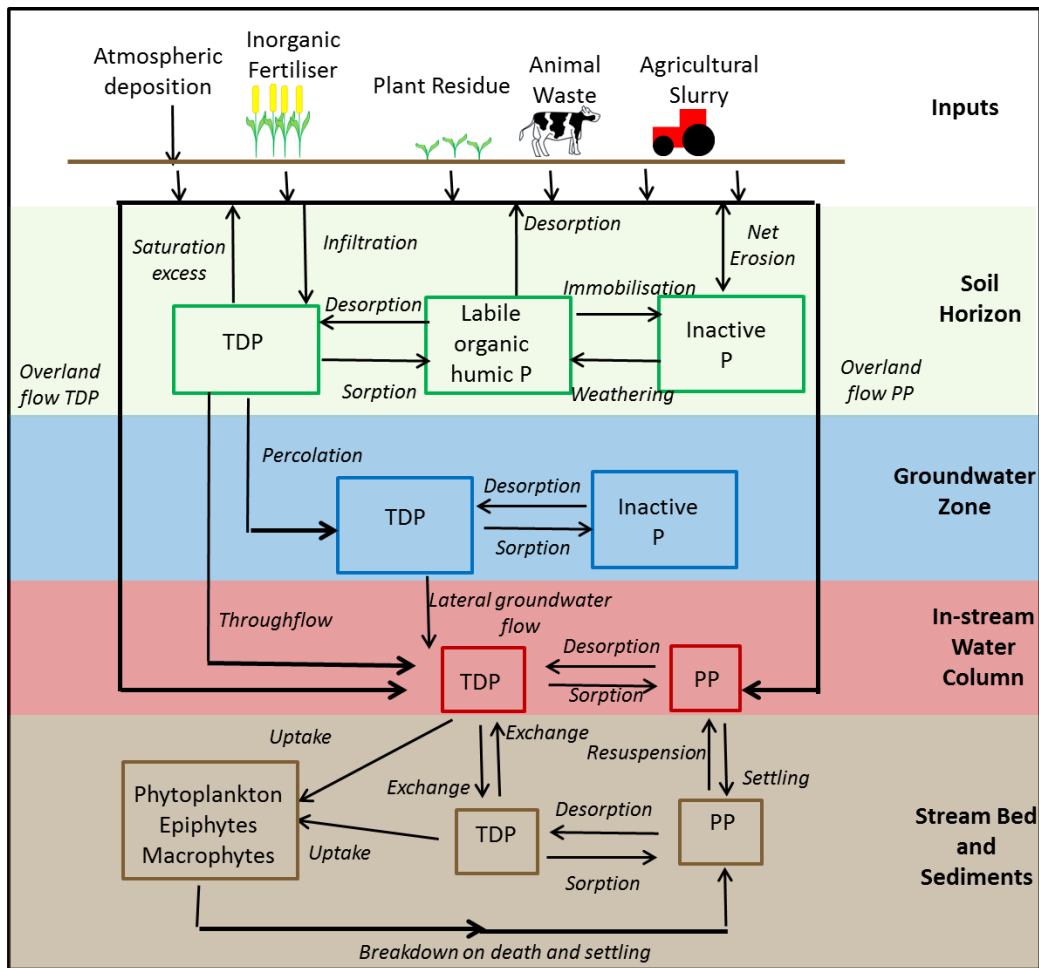 Atmospheric
deposition
Inorganic
Fertiliser
Plant Residue
Animal
Waste
Agricultural
Slurry
Inputs
Saturation
excess
Infiltration
Desorption
Net
Erosion
Soil
Horizon
Desorption
Immobilisation
TDP
Labile
organic
humic P
Inactive
P
Sorption
Weathering
Overland
flow TDP
Overland
flow PP
Percolation
Groundwater
Zone
TDP
Desorption
Sorption
Inactive
P
Throughflow
Lateral groundwater
flow
In-stream
Water
Column
TDP
Desorption
Sorption
PP
Uptake
Exchange
Resuspension
Exchange
Settling
Phytoplankton
Epiphytes
Macrophytes
Uptake
TDP
Desorption
Sorption
PP
Stream Bed
and
Sediments
Breakdown on death and settling